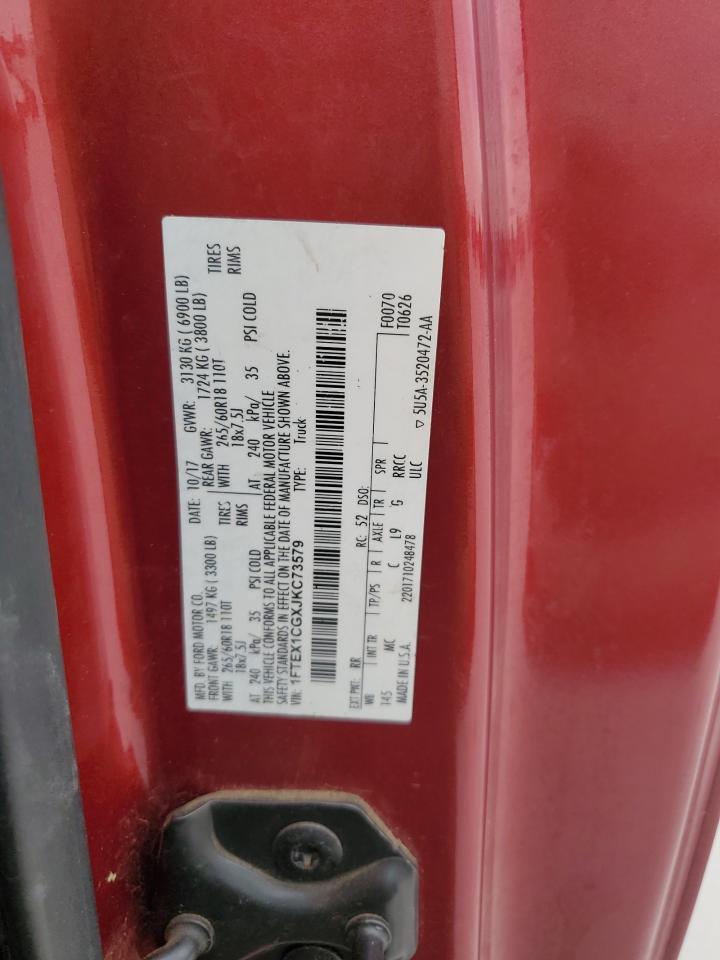 MFD. BY FORD MOTOR CO. DATE: 10/17 GVWR: 3130 KG ( 6900 LB)
FRONT GAWR: 1497 KG ( 3300 LB) REAR GAWR: 1724 KG ( 3800 LB)
WITH 265/60R18 110T TIRES WITH 265/60R18 110T TIRES
18x7.5J RIMS 18x7.5J RIMS
AT 240 kPa/ 35 PSI COLD AT 240 kPa/ 35 PSI COLD
THIS VEHICLE CONFORMS TO ALL APPLICABLE FEDERAL MOTOR VEHICLE
SAFETY STANDARDS IN EFFECT ON THE DATE OF MANUFACTURE SHOWN ABOVE.
VIN: 1FTEX1CGXJKC73579 TYPE: Truck
EXT PNT: RR RC: 52 DSO: F0070
WB INT TR TP/PS R AXLE TR SPR T0626
145 MC C L9 G RRCC
MADE IN U.S.A. 2201710248478 ULC ▽ 5U5A-3520472-AA